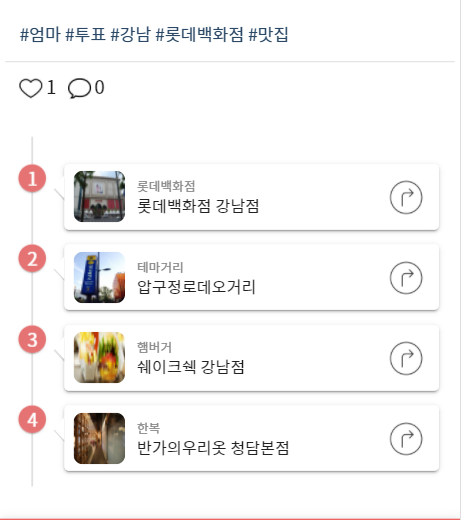 #엄마 #투표 #강남 #롯데백화점 #맛집
1 0
1
롯데백화점
롯데백화점 강남점
2
테마거리
압구정로데오거리
3
햄버거
쉐이크쉑 강남점
4
한복
반가의우리옷 청담본점